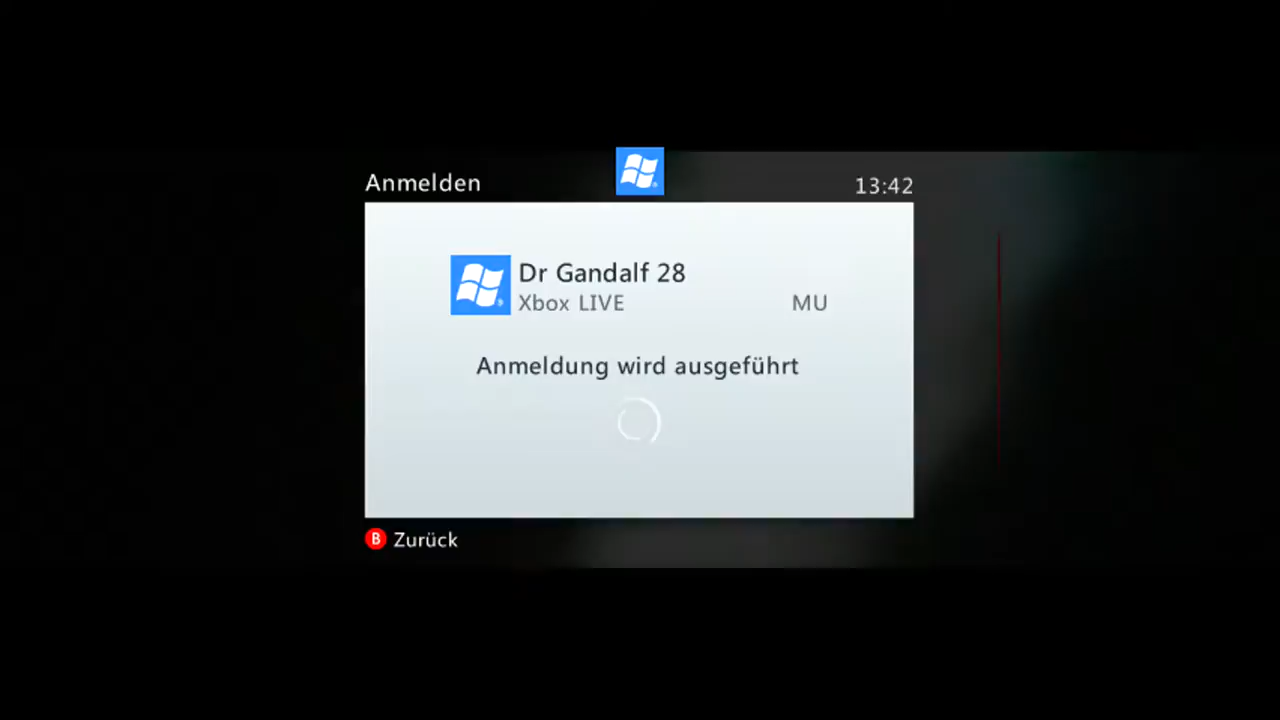 Anmelden
13:42
Dr Gandalf 28
Xbox LIVE MU
Anmeldung wird ausgeführt
B Zurück